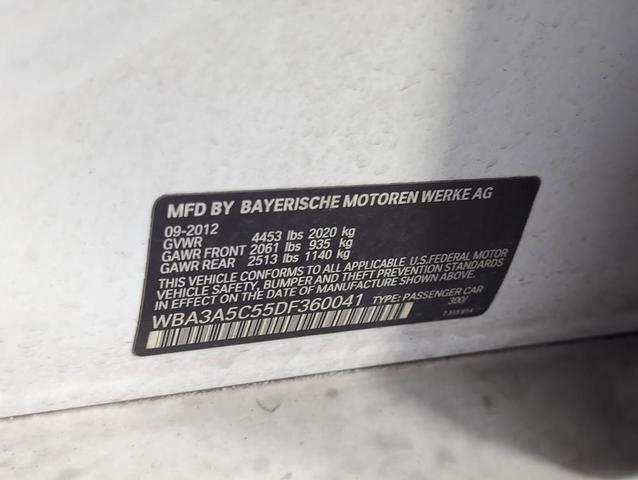 MFD BY BAYERISCHE MOTOREN WERKE AG
09-2012
GVWR 4453 lbs 2020 kg
GAWR FRONT 2061 lbs 935 kg
GAWR REAR 2513 lbs 1140 kg
THIS VEHICLE CONFORMS TO ALL APPLICABLE U.S.FEDERAL MOTOR
VEHICLE SAFETY, BUMPER AND THEFT PREVENTION STANDARDS
IN EFFECT ON THE DATE OF MANUFACTURE SHOWN ABOVE.
WBA3A5C55DF360041 TYPE: PASSENGER CAR
300/